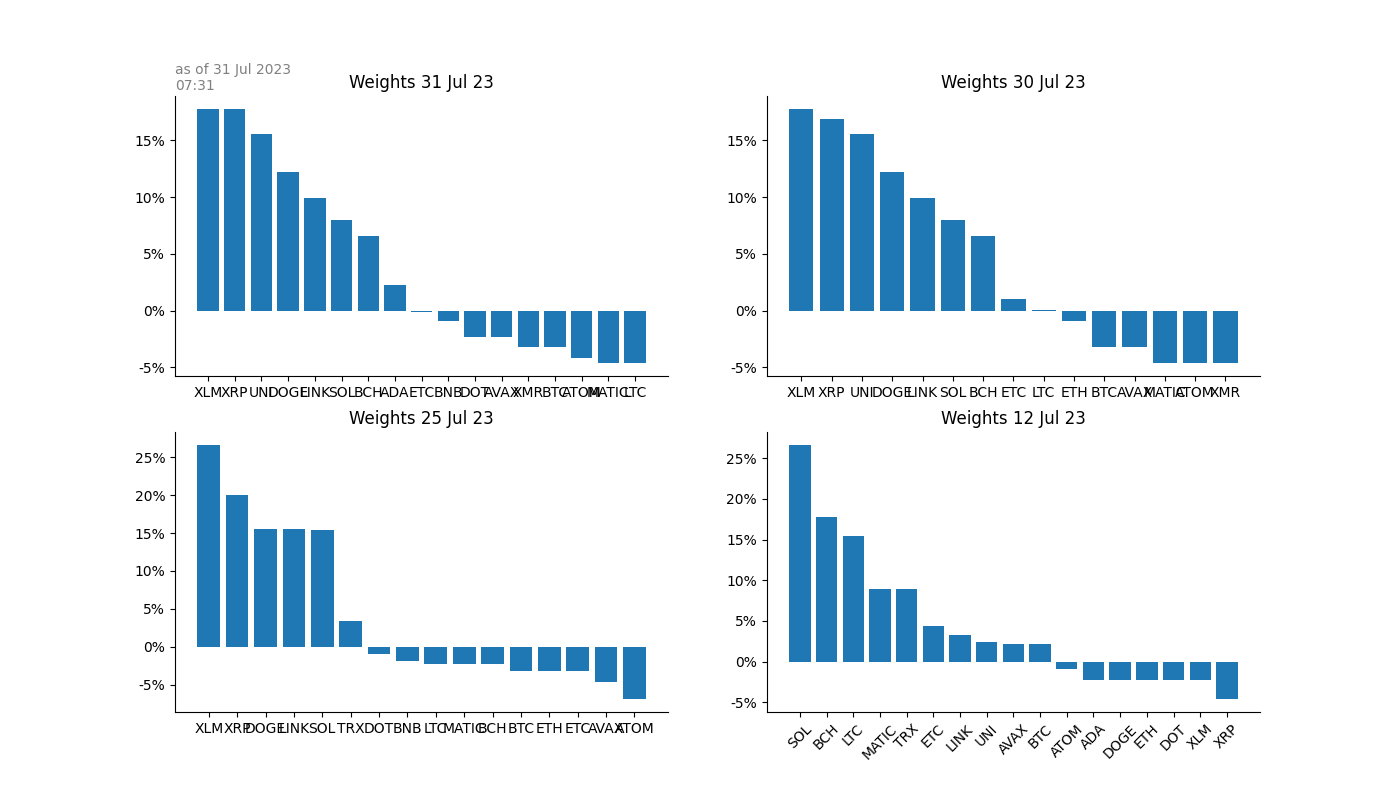 as of 31 Jul 2023
07:31
Weights 31 Jul 23
15%
10%
5%
0%
-5%
XLM XRP UNI DOGE LINK SOL BCH ADA ETC BNB DOT AVAX XMR BTC ATOM MATIC LTC
Weights 30 Jul 23
15%
10%
5%
0%
-5%
XLM XRP UNI DOGE LINK SOL BCH ETC LTC ETH BTC AVAX MATIC ATOM XMR
Weights 25 Jul 23
25%
20%
15%
10%
5%
0%
-5%
XLM XRP DOGE LINK SOL TRX DOT BNB LTC MATIC BCH BTC ETH ETC AVAX ATOM
Weights 12 Jul 23
25%
20%
15%
10%
5%
0%
-5%
SOL BCH LTC MATIC TRX ETC LINK UNI AVAX BTC ATOM ADA DOGE ETH DOT XLM XRP